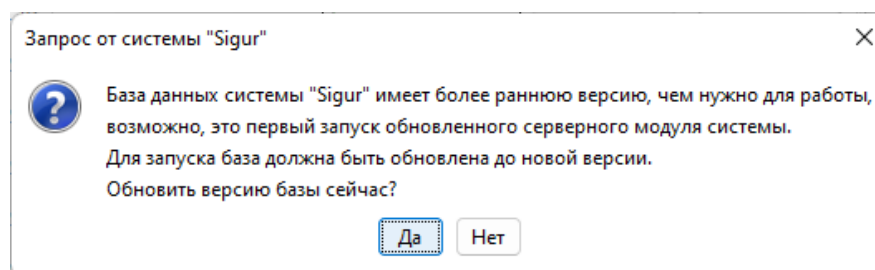 Запрос от системы "Sigur"
База данных системы "Sigur" имеет более раннюю версию, чем нужно для работы,
возможно, это первый запуск обновленного серверного модуля системы.
Для запуска база должна быть обновлена до новой версии.
Обновить версию базы сейчас?
Да Нет